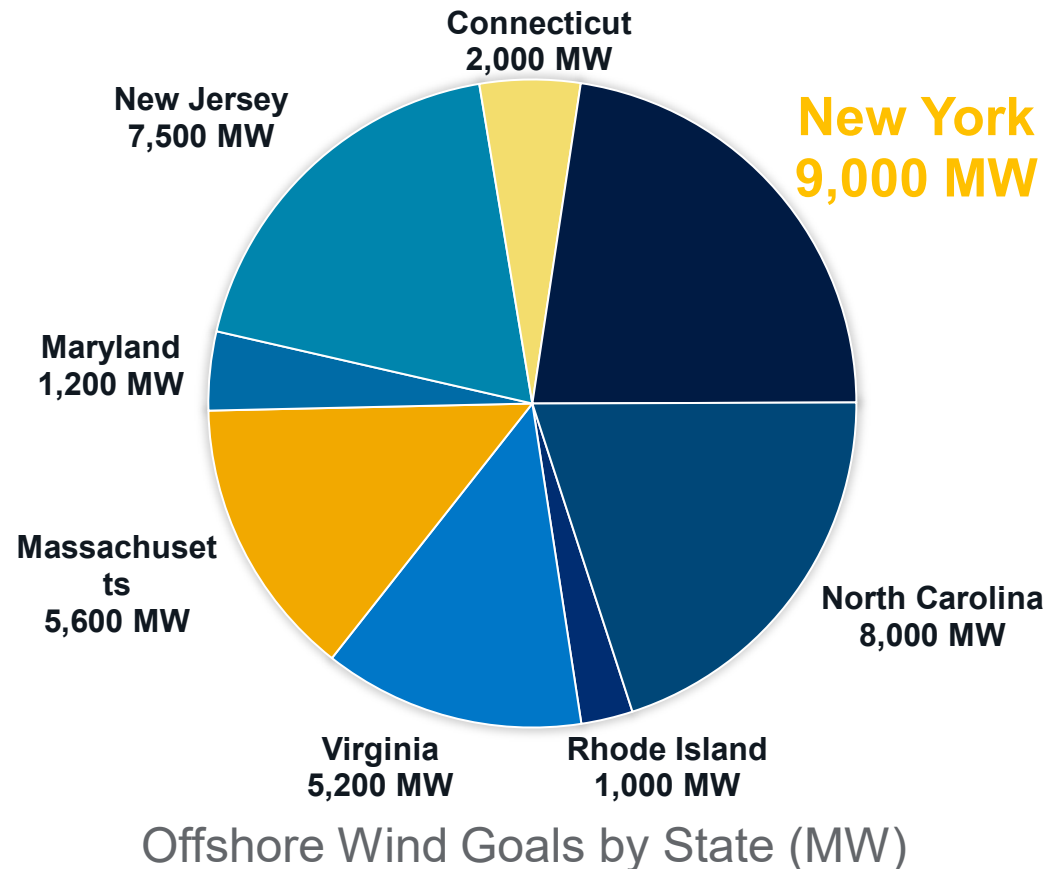 Connecticut
2,000 MW
New York
9,000 MW
New Jersey
7,500 MW
Maryland
1,200 MW
Massachuset
ts
5,600 MW
North Carolina
8,000 MW
Virginia
5,200 MW
Rhode Island
1,000 MW
Offshore Wind Goals by State (MW)